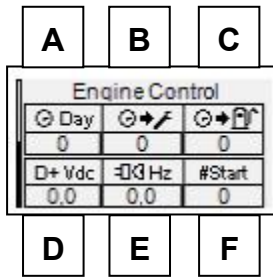 A B C
Engine Control
Day
0 0 0
D+ Vdc Hz #Start
0,0 0,0 0
D E F